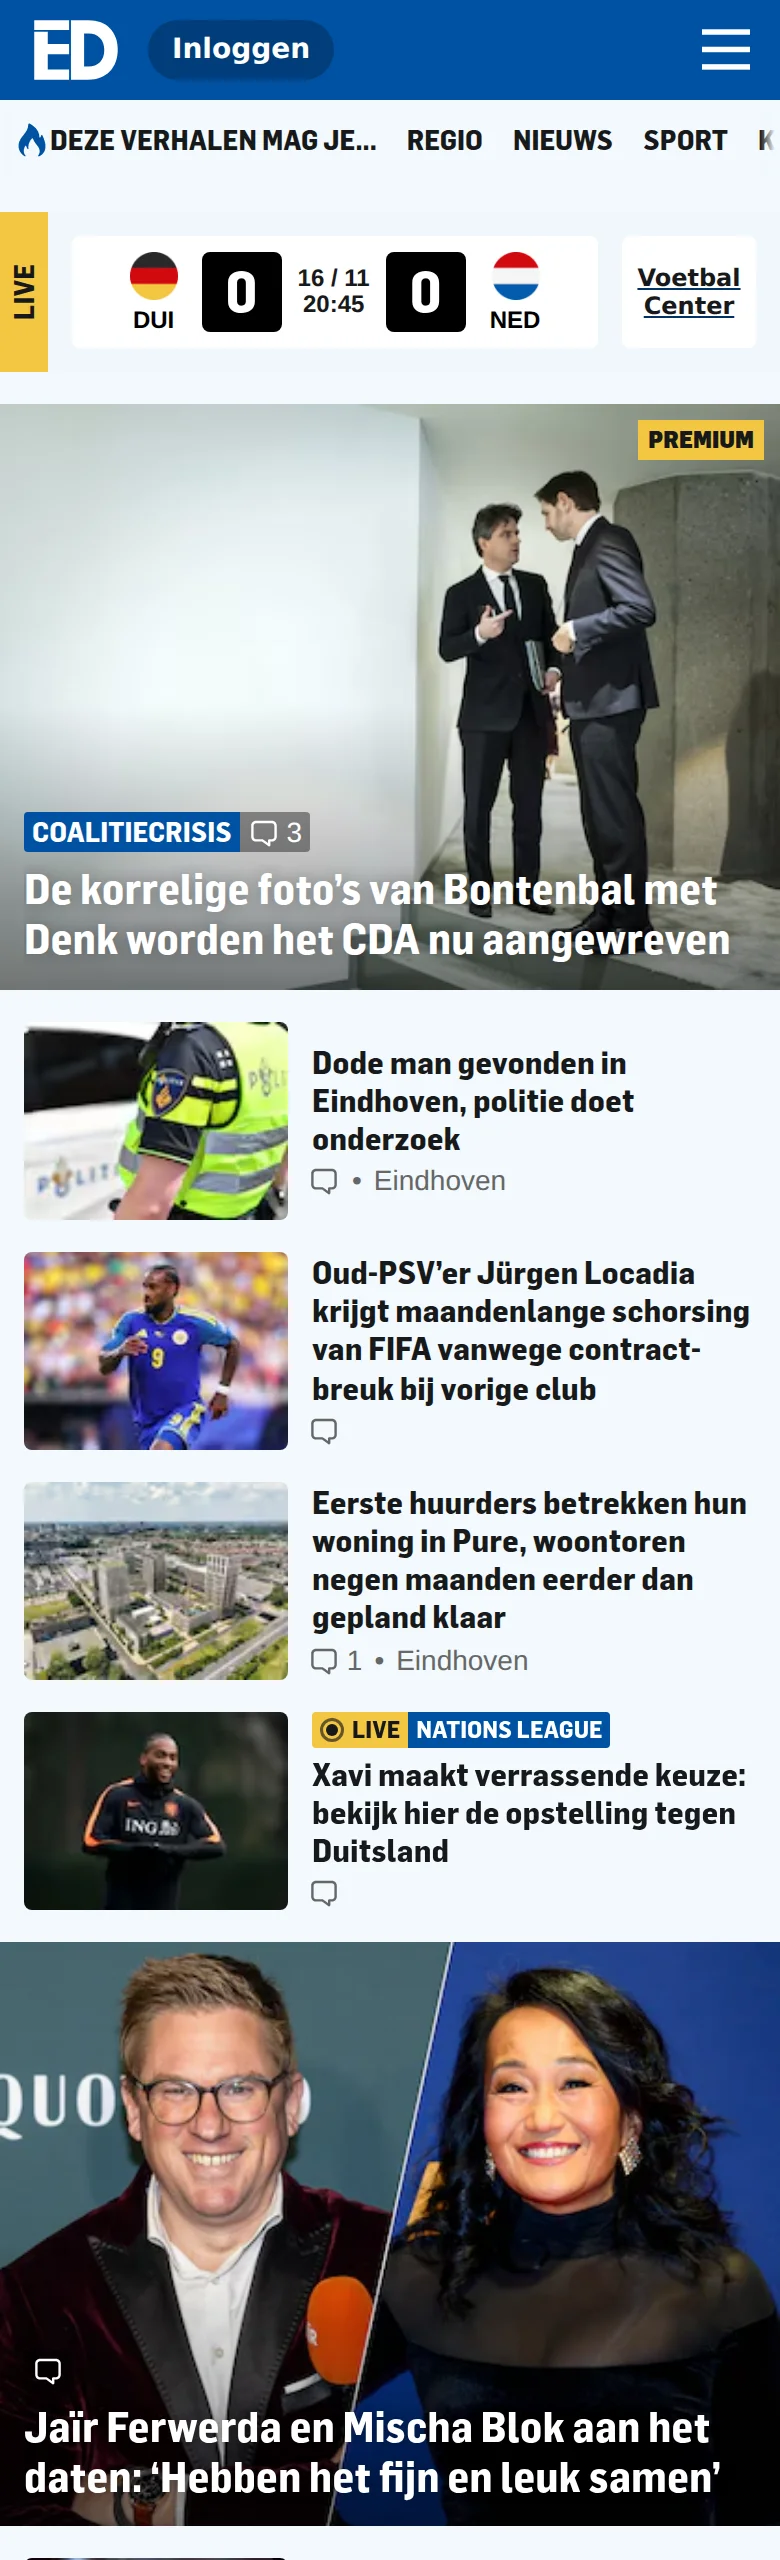 ED Inloggen
DEZE VERHALEN MAG JE... REGIO NIEUWS SPORT K
LIVE
DUI 0 16 / 11 20:45 0 NED
Voetbal
Center
PREMIUM
COALITIECRISIS 3
De korrelige foto’s van Bontenbal met
Denk worden het CDA nu aangewreven
Dode man gevonden in
Eindhoven, politie doet
onderzoek
• Eindhoven
Oud-PSV’er Jürgen Locadia
krijgt maandenlange schorsing
van FIFA vanwege contract-
breuk bij vorige club
9
Eerste huurders betrekken hun
woning in Pure, woontoren
negen maanden eerder dan
gepland klaar
1 • Eindhoven
LIVE NATIONS LEAGUE
Xavi maakt verrassende keuze:
bekijk hier de opstelling tegen
Duitsland
ING
QUO
Jaïr Ferwerda en Mischa Blok aan het
daten: ‘Hebben het fijn en leuk samen’